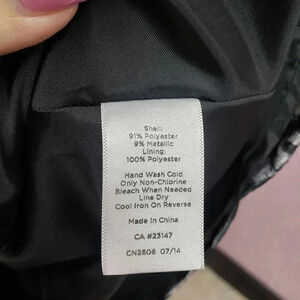 Shell:
91% Polyester
9% Metallic
Lining:
100% Polyester
Hand Wash Cold
Only Non-Chlorine
Bleach When Needed
Line Dry
Cool Iron On Reverse
Made in China
CA #23147
CN2806 07/14